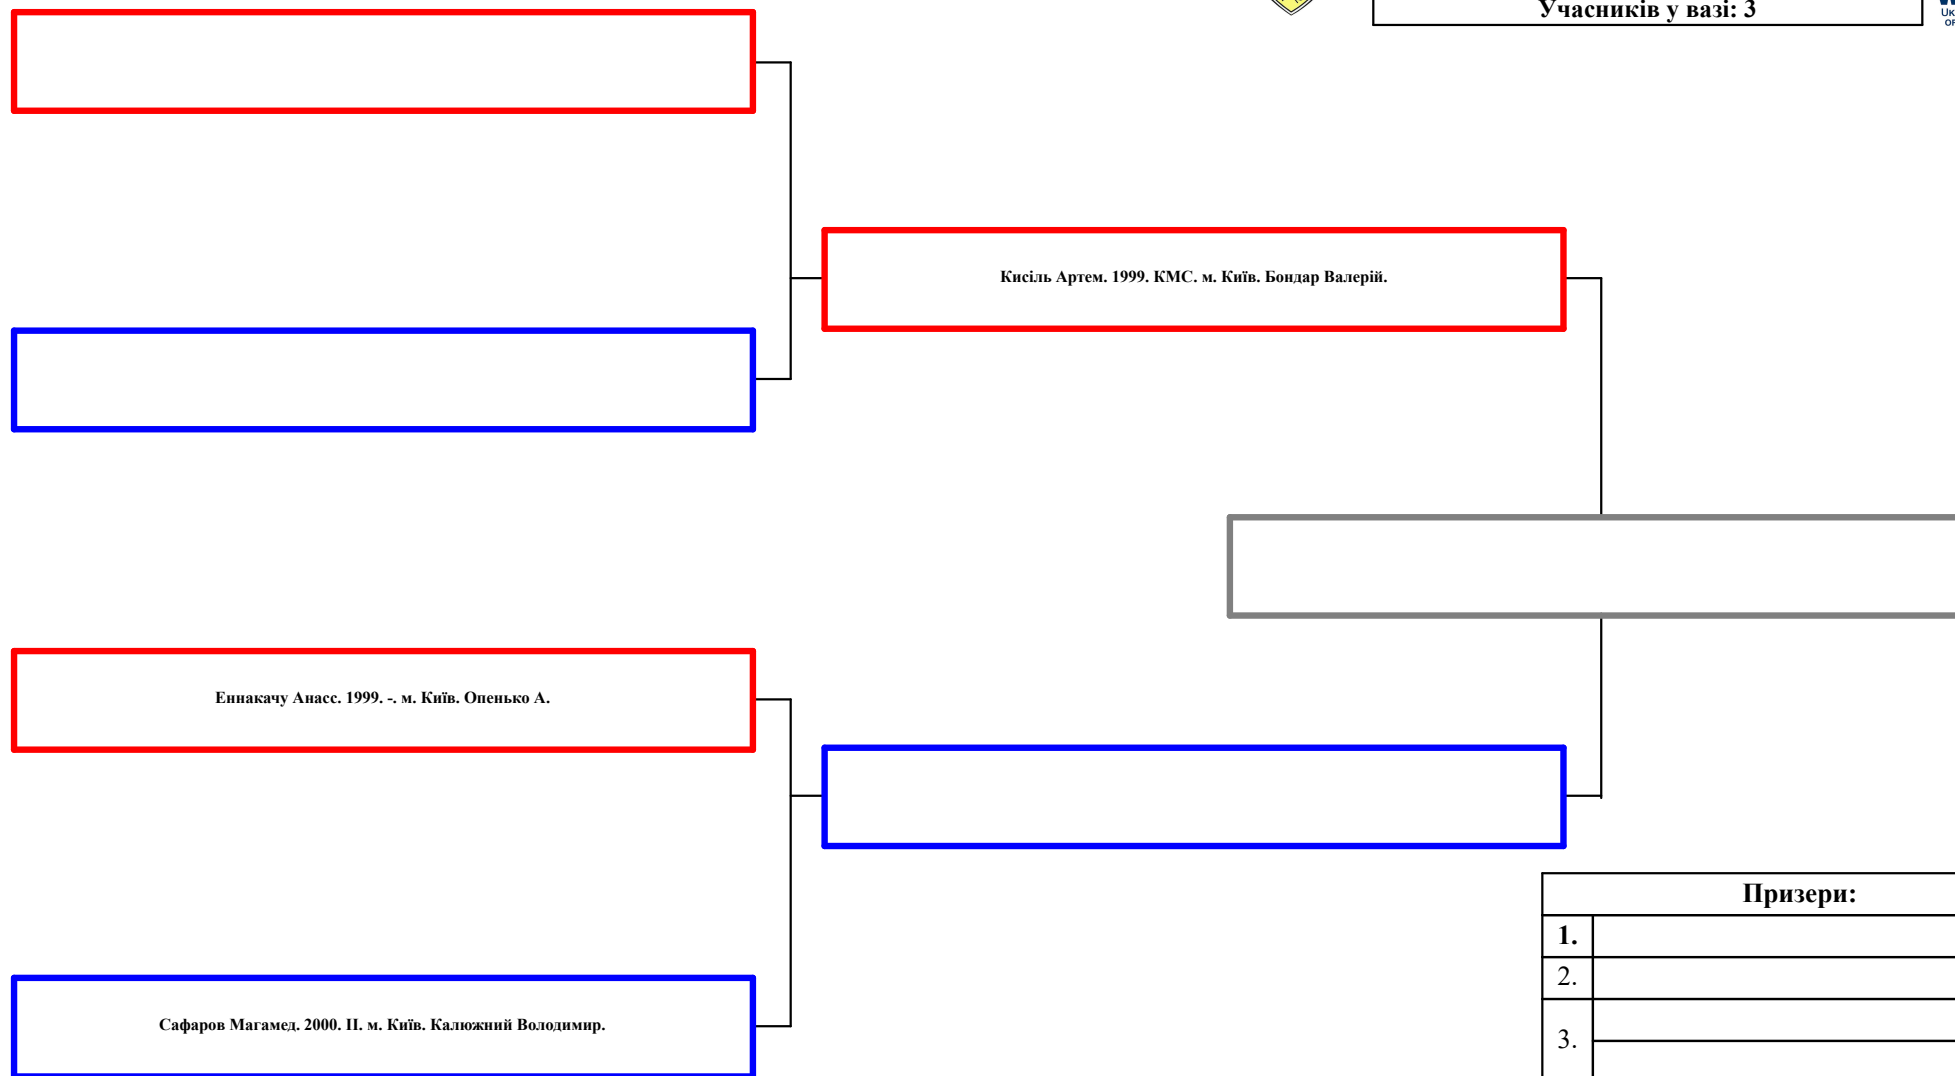 Учасників у вазі: 3
Кисіль Артем. 1999. КМС. м. Київ. Бондар Валерій.
Еннакачу Анасс. 1999. -. м. Київ. Опенько А.
Сафаров Магамед. 2000. ІІ. м. Київ. Калюжний Володимир.
Призери:
1.
2.
3.